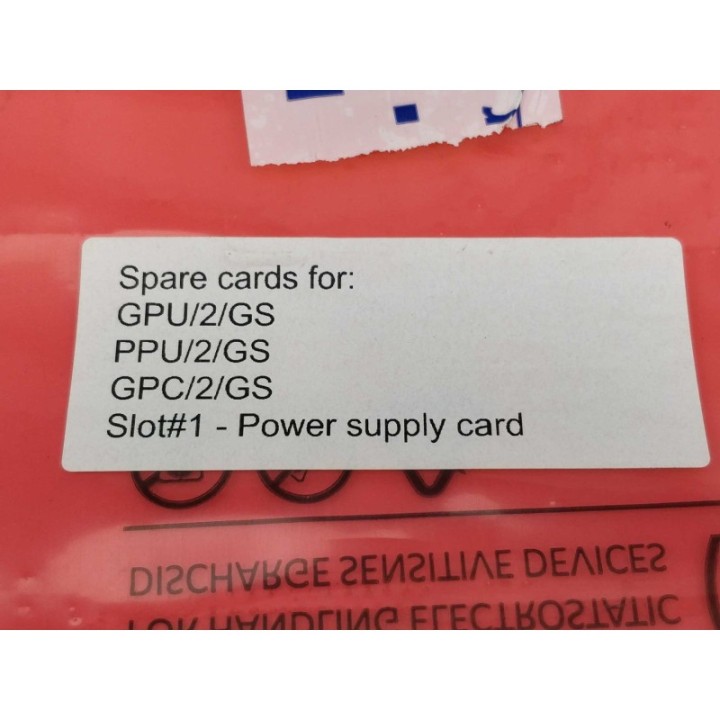 Spare cards for:
GPU/2/GS
PPU/2/GS
GPC/2/GS
Slot#1 - Power supply card
DISCHARGE SENSITIVE DEVICES
FOR HANDLING ELECTROSTATIC